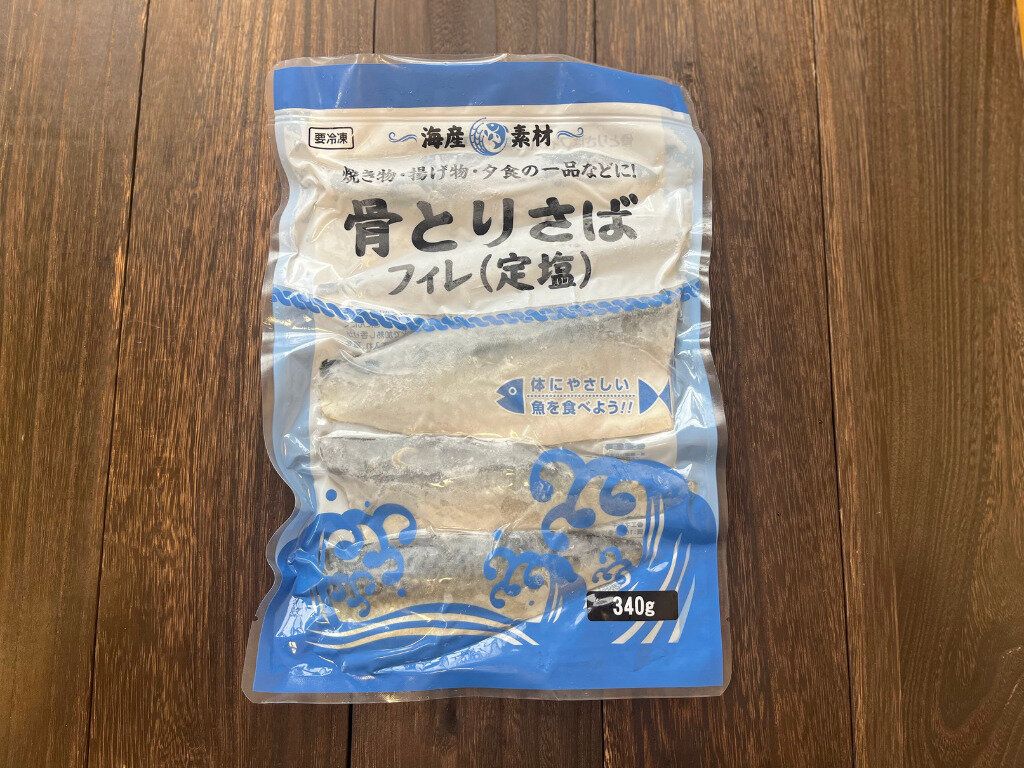 要冷凍
海産素材
焼き物・揚げ物・夕食の一品などに!
骨とりさば
フィレ(定塩)
体にやさしい
魚を食べよう!!
340g